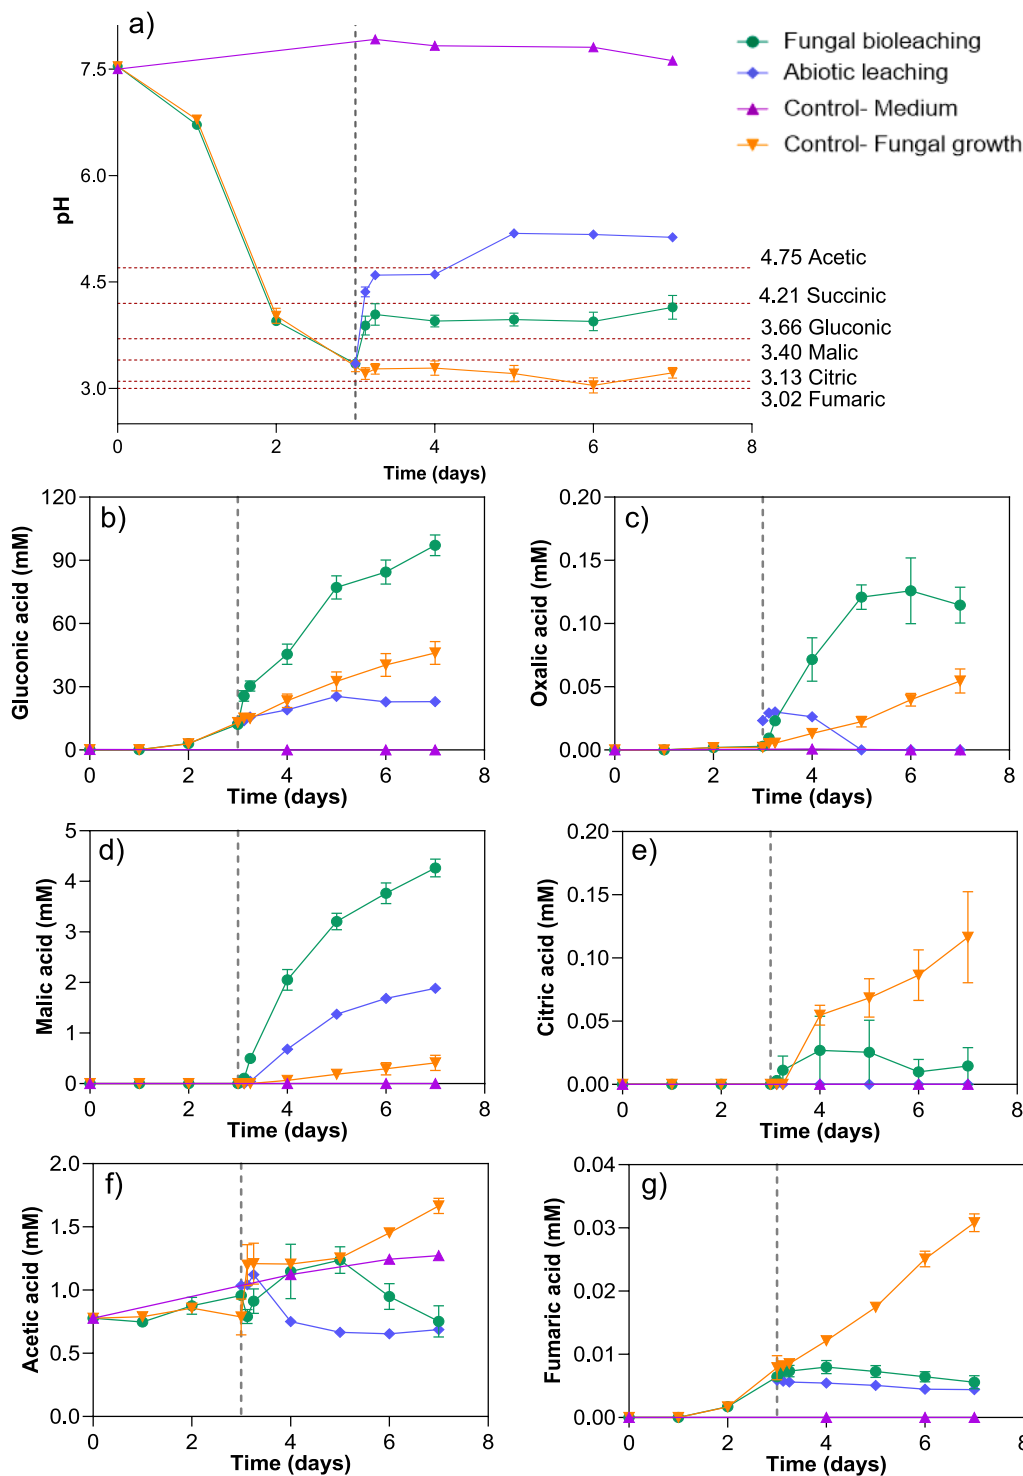 a)
Fungal bioleaching
Abiotic leaching
Control- Medium
Control- Fungal growth
7.5
6.0
4.5
3.0
pH
4.75 Acetic
4.21 Succinic
3.66 Gluconic
3.40 Malic
3.13 Citric
3.02 Fumaric
0 2 4 6 8
Time (days)
b)
120
90
60
30
0
Gluconic acid (mM)
0 2 4 6 8
Time (days)
c)
0.20
0.15
0.10
0.05
0.00
Oxalic acid (mM)
0 2 4 6 8
Time (days)
d)
5
4
3
2
1
0
Malic acid (mM)
0 2 4 6 8
Time (days)
e)
0.20
0.15
0.10
0.05
0.00
Citric acid (mM)
0 2 4 6 8
Time (days)
f)
2.0
1.5
1.0
0.5
0.0
Acetic acid (mM)
0 2 4 6 8
Time (days)
g)
0.04
0.03
0.02
0.01
0.00
Fumaric acid (mM)
0 2 4 6 8
Time (days)